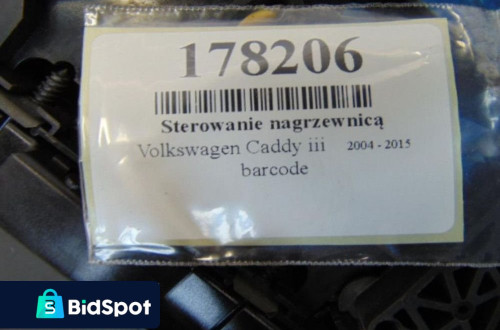 178206
Sterowanie nagrzewnicą
Volkswagen Caddy iii 2004 - 2015
barcode
BidSpot